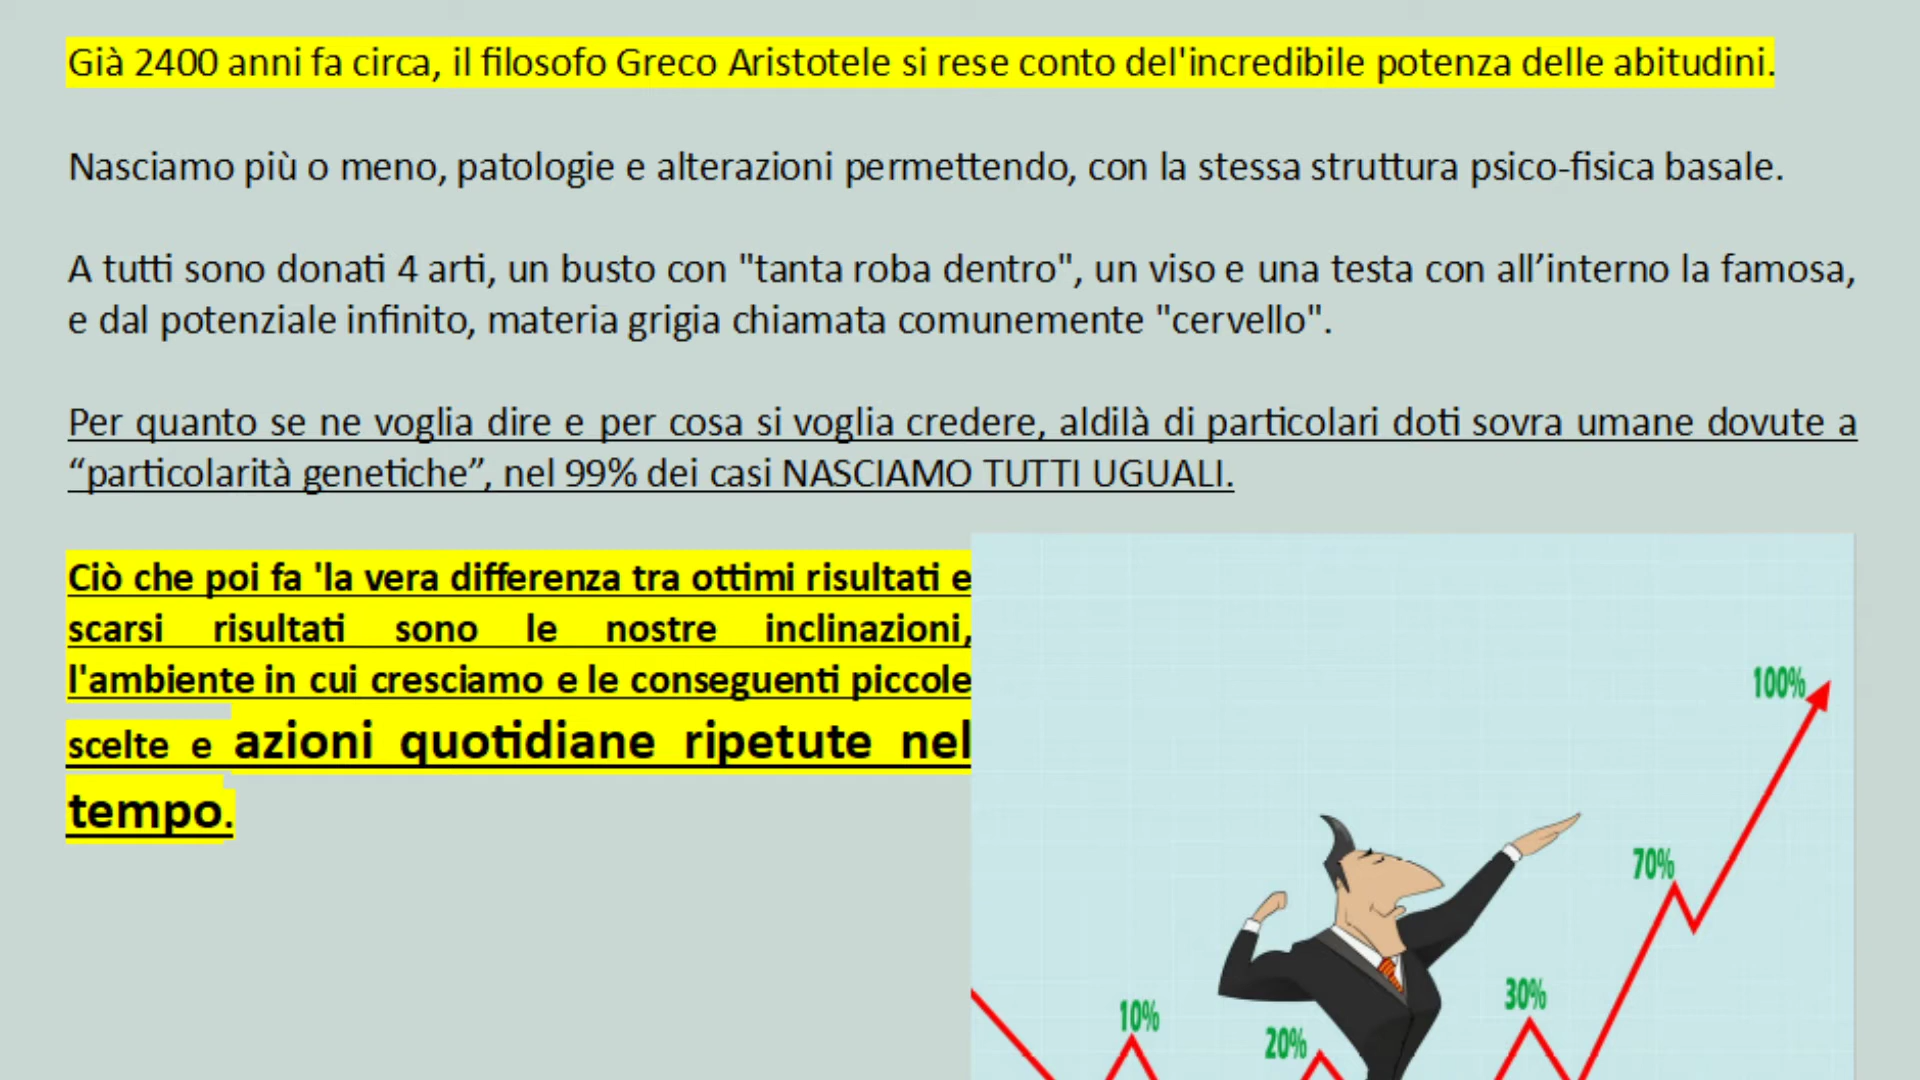 Già 2400 anni fa circa, il filosofo Greco Aristotele si rese conto del'incredibile potenza delle abitudini.
Nasciamo più o meno, patologie e alterazioni permettendo, con la stessa struttura psico-fisica basale.
A tutti sono donati 4 arti, un busto con "tanta roba dentro", un viso e una testa con all’interno la famosa,
e dal potenziale infinito, materia grigia chiamata comunemente "cervello".
Per quanto se ne voglia dire e per cosa si voglia credere, aldilà di particolari doti sovra umane dovute a
“particolarità genetiche”, nel 99% dei casi NASCIAMO TUTTI UGUALI.
Ciò che poi fa 'la vera differenza tra ottimi risultati e
scarsi risultati sono le nostre inclinazioni,
l'ambiente in cui cresciamo e le conseguenti piccole
scelte e azioni quotidiane ripetute nel
tempo.
100%
70%
30%
10%
20%